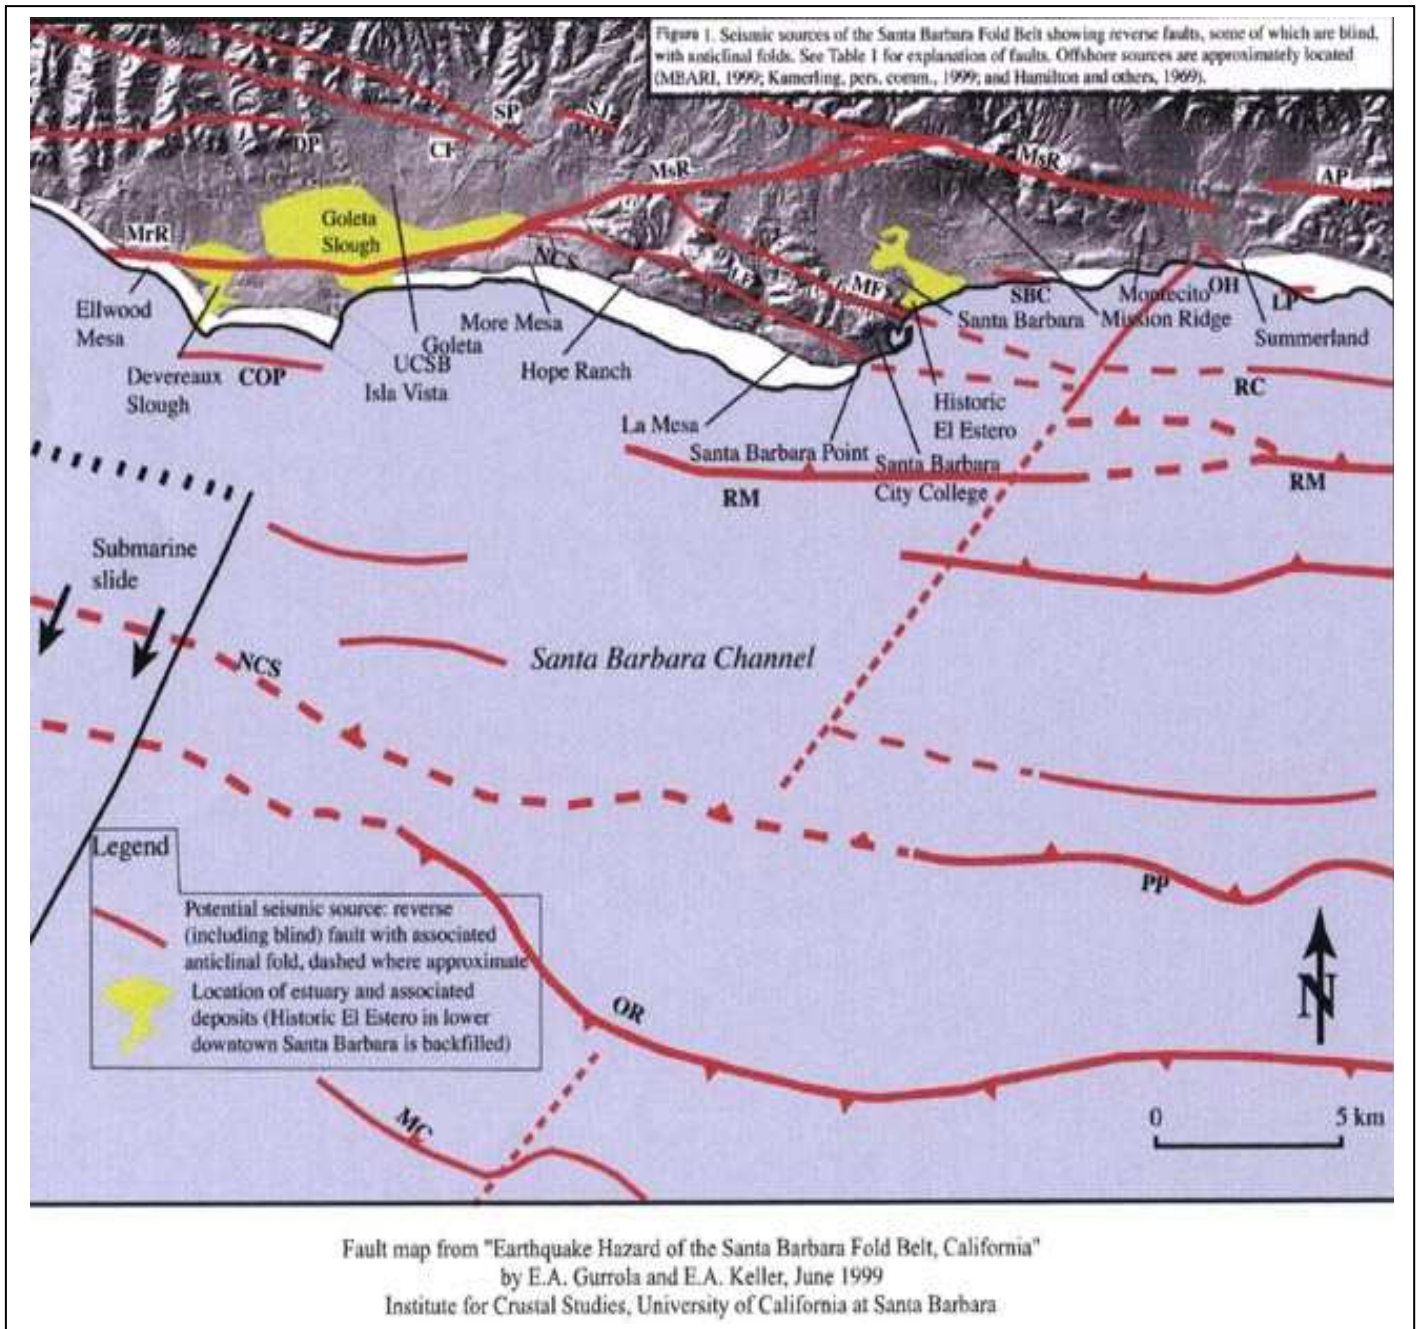 Figure 1. Seismic sources of the Santa Barbara Fold Belt showing reverse faults, some of which are blind,
with anticlinal folds. See Table 1 for explanation of faults. Offshore sources are approximately located
(MBARI, 1999; Kamerling, pers. comm., 1999; and Hamilton and others, 1969).
SP
SJ
DP
CF
MsR
MsR
AP
Goleta
Slough
MrR
NCS
LF
MF
SBC
Montecito
OH
LP
Ellwood
Mesa
More Mesa
Goleta
Santa Barbara
Mission Ridge
Summerland
Devereaux
Slough
COP
UCSB
Isla Vista
Hope Ranch
RC
La Mesa
Historic
El Estero
Santa Barbara Point
Santa Barbara
City College
RM
RM
Submarine
slide
NCS
Santa Barbara Channel
PP
Legend
Potential seismic source: reverse
(including blind) fault with associated
anticlinal fold, dashed where approximate
Location of estuary and associated
deposits (Historic El Estero in lower
downtown Santa Barbara is backfilled)
OR
N
MC
0 5 km
Fault map from "Earthquake Hazard of the Santa Barbara Fold Belt, California"
by E.A. Gurrola and E.A. Keller, June 1999
Institute for Crustal Studies, University of California at Santa Barbara